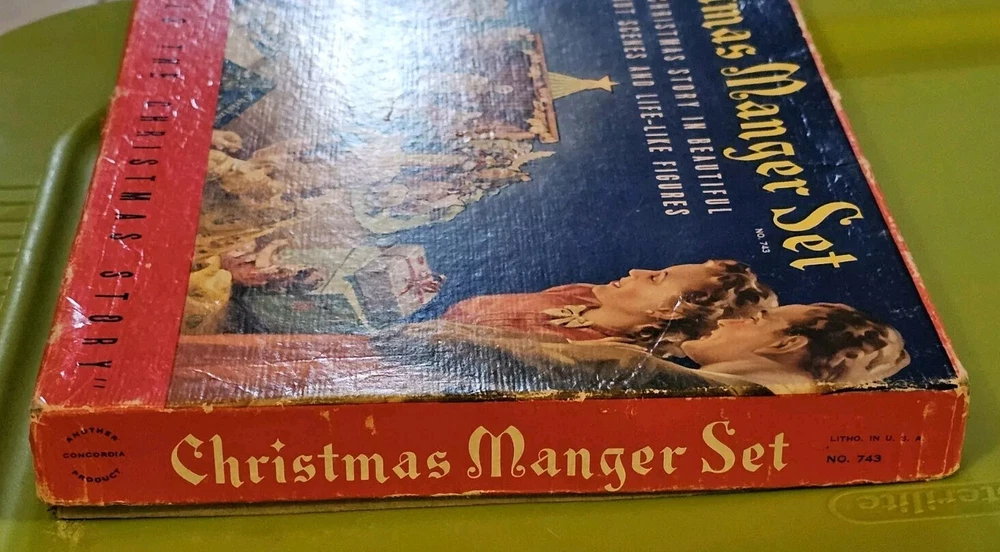 THE CHRISTMAS STORY"
mas Manger Set
CHRISTMAS STORY IN BEAUTIFUL
SCENES AND LIFE-LIKE FIGURES
NO. 743
ANOTHER
CONCORDIA
PRODUCT
Christmas Manger Set
LITHO. IN U. S. A.
NO. 743
terilite